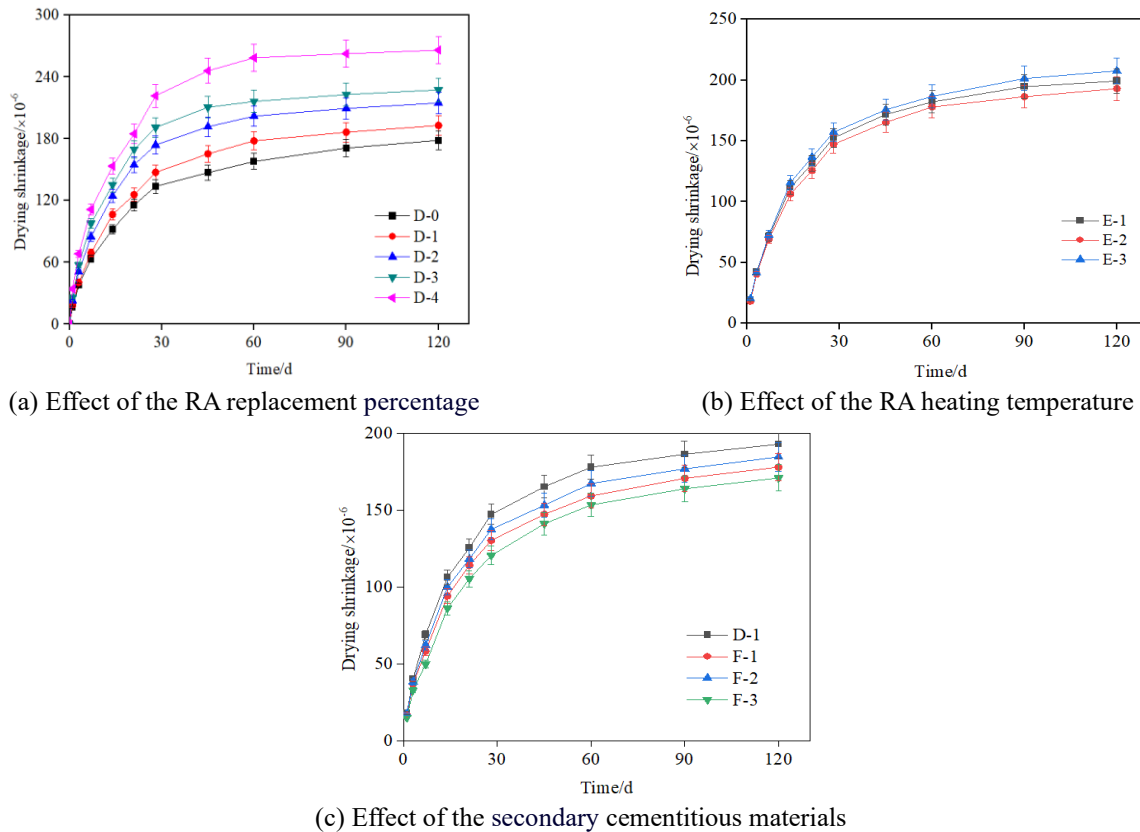 300
240
180
120
60
0
Drying shrinkage/×10⁻⁶
D-0
D-1
D-2
D-3
D-4
0 30 60 90 120
Time/d
(a) Effect of the RA replacement percentage
250
200
150
100
50
0
Drying shrinkage/×10⁻⁶
E-1
E-2
E-3
0 30 60 90 120
Time/d
(b) Effect of the RA heating temperature
200
150
100
50
0
Drying shrinkage/×10⁻⁶
D-1
F-1
F-2
F-3
0 30 60 90 120
Time/d
(c) Effect of the secondary cementitious materials